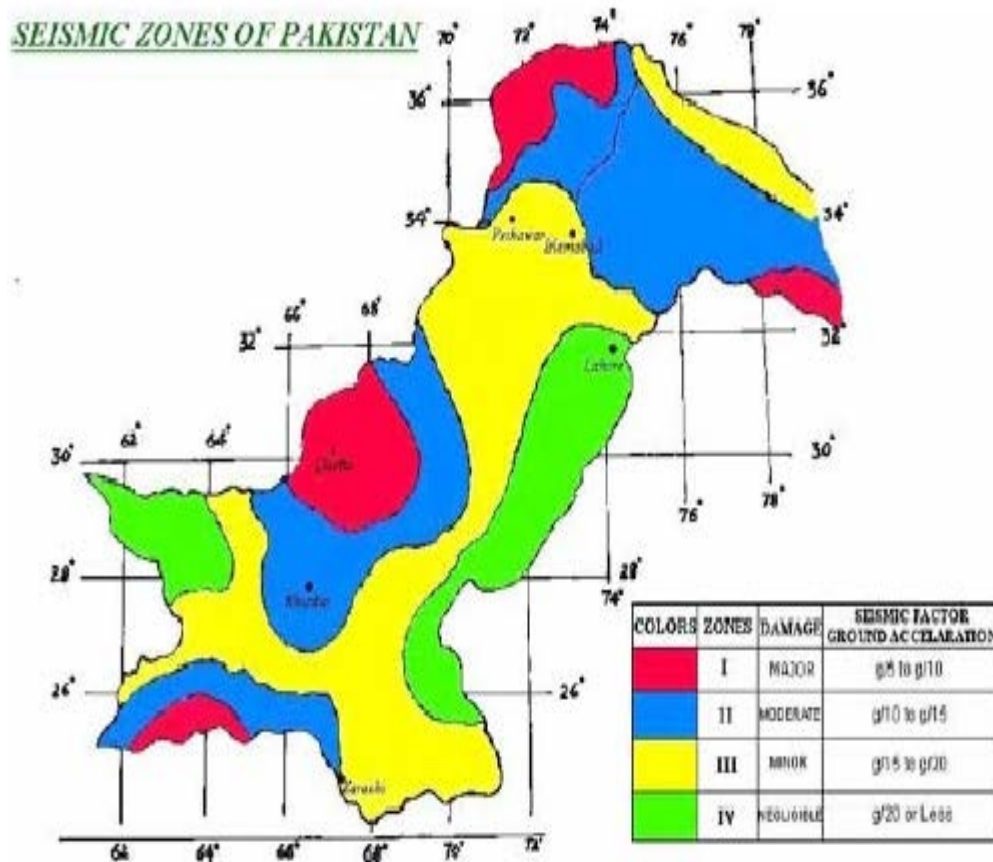 SEISMIC ZONES OF PAKISTAN
70° 72° 74° 76° 78°
36° 36°
34° 34°
Peshawar
Islamabad
66° 68°
32° 32°
Lahore
62° 64°
30° 30°
Quetta
76° 78°
28° 28°
74°
Khuzdar
26° 26°
Karachi
62 64° 66° 68° 70° 72°
COLORS ZONES DAMAGE SEISMIC FACTOR
GROUND ACCELARATION
I MAJOR g/8 to g/10
II MODERATE g/10 to g/15
III MINOR g/15 to g/20
IV NEGLIGIBLE g/20 or Less